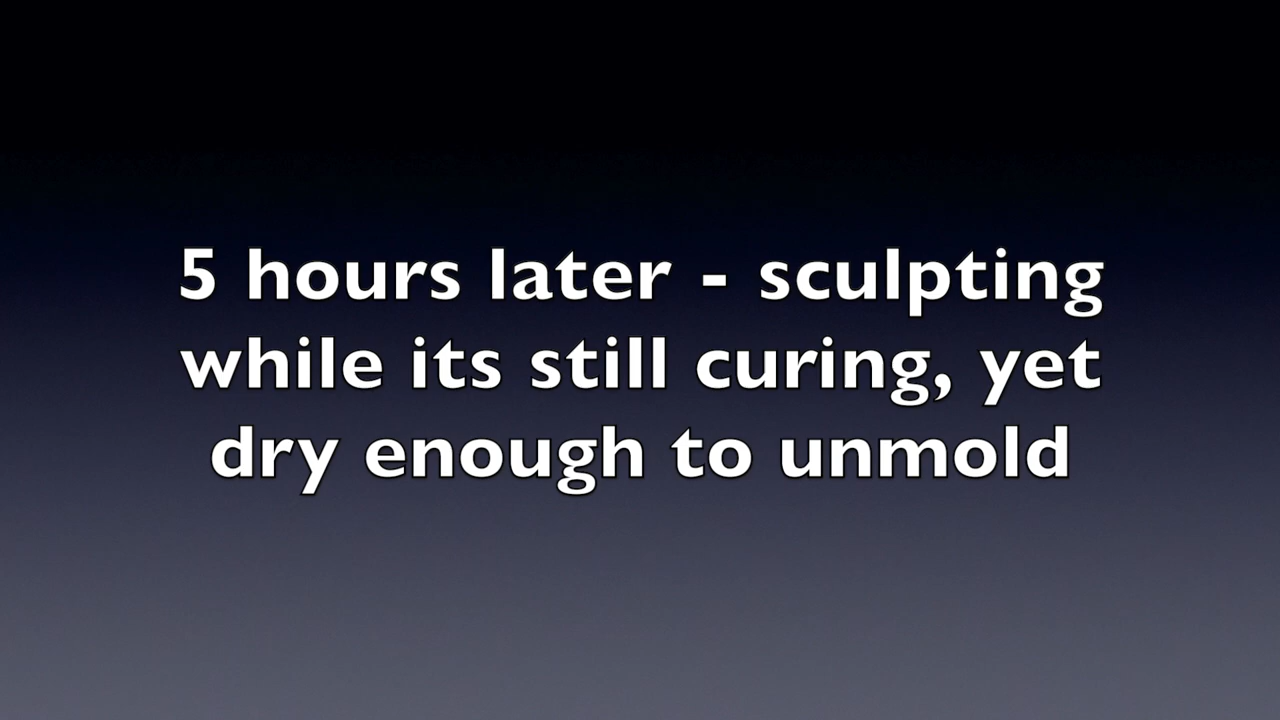 5 hours later - sculpting
while its still curing, yet
dry enough to unmold